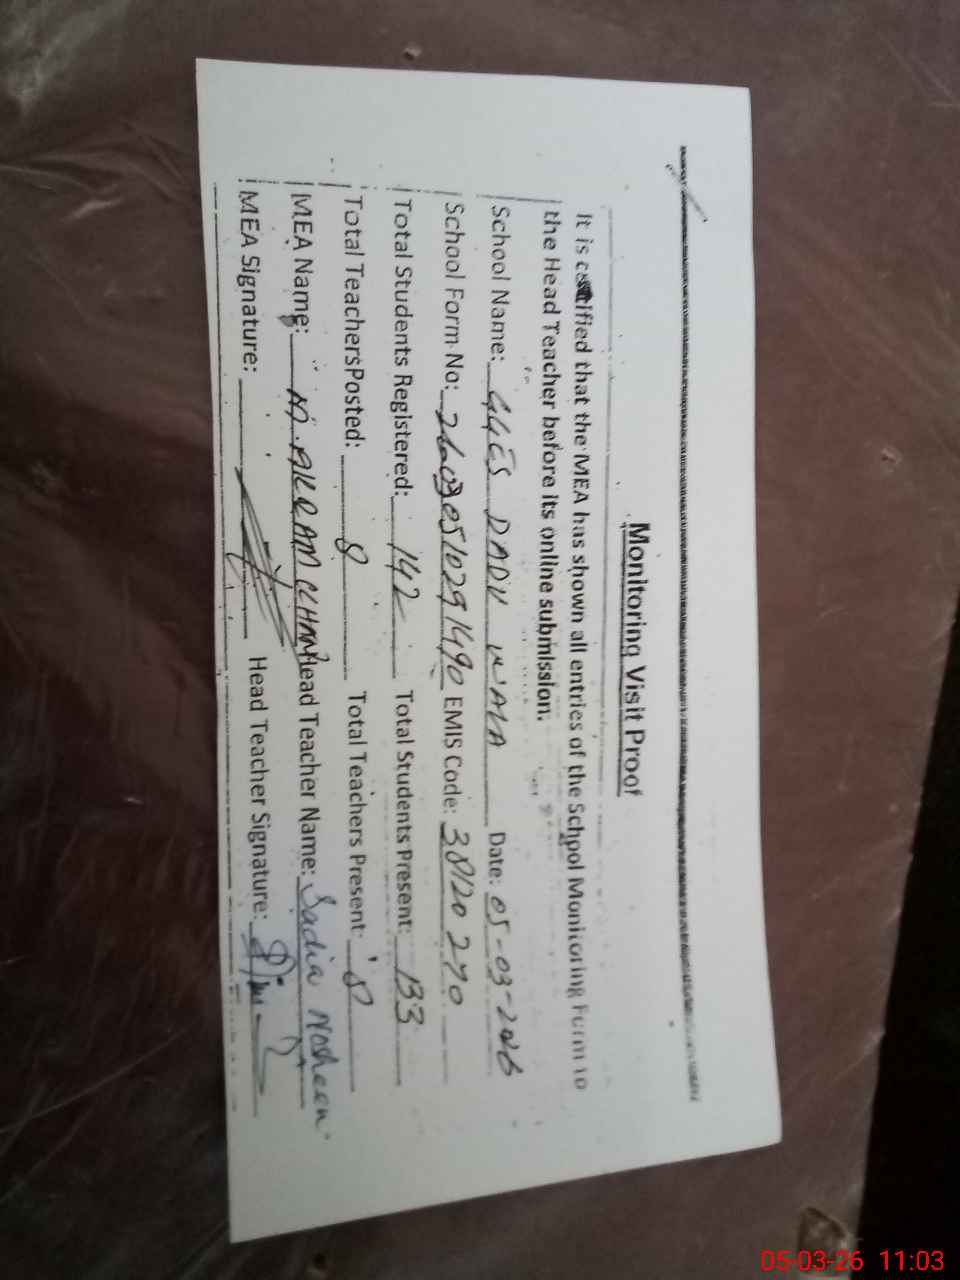 Monitoring Visit Proof
It is certified that the MEA has shown all entries of the School Monitoring Form to
the Head Teacher before its online submission.
School Name: GGES DADU WALA Date: 05-03-2026
School Form No: EMIS Code: 38120270
Total Students Registered: 142 Total Students Present: 133
Total TeachersPosted: 8 Total Teachers Present: 8
MEA Name: M. AKRAM KHAN Head Teacher Name: Sadia Nosheen
MEA Signature: Head Teacher Signature:
05-03-26 11:03